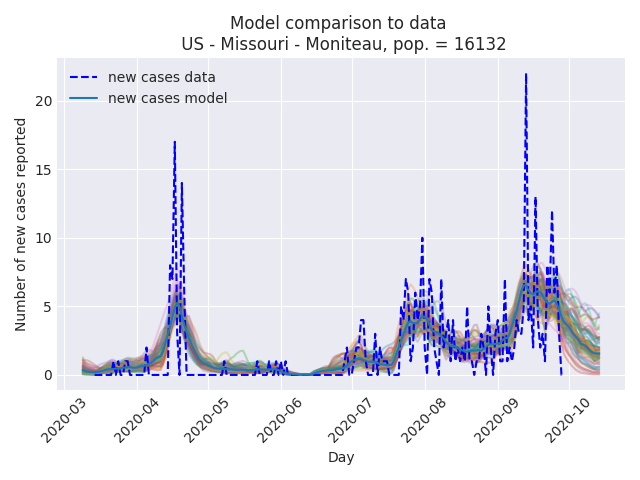 Model comparison to data
US - Missouri - Moniteau, pop. = 16132
new cases data
new cases model
Number of new cases reported
20
15
10
5
0
2020-03
2020-04
2020-05
2020-06
2020-07
2020-08
2020-09
2020-10
Day